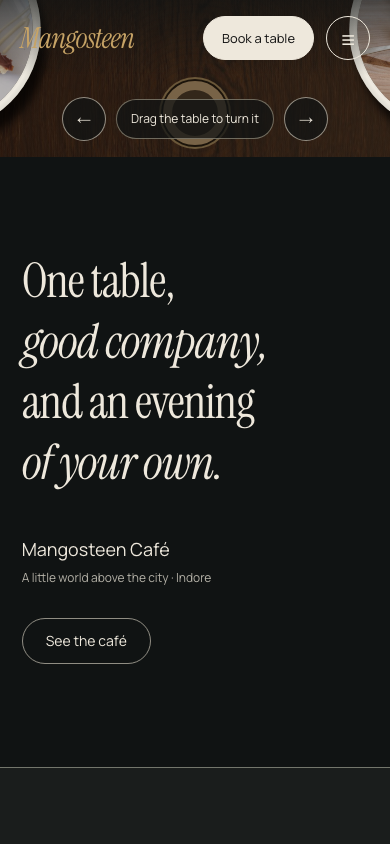 Mangosteen
Book a table
Drag the table to turn it
One table,
good company,
and an evening
of your own.
Mangosteen Café
A little world above the city · Indore
See the café